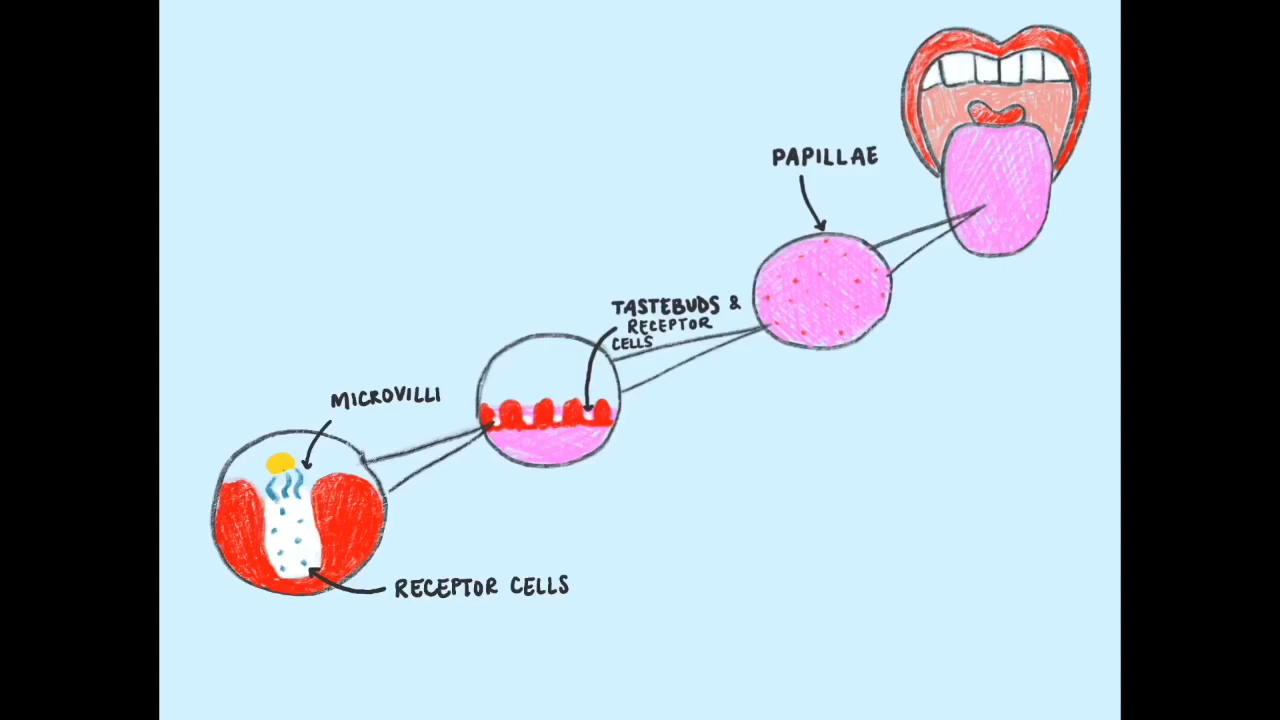 PAPILLAE
TASTEBUDS &
RECEPTOR
CELLS
MICROVILLI
RECEPTOR CELLS